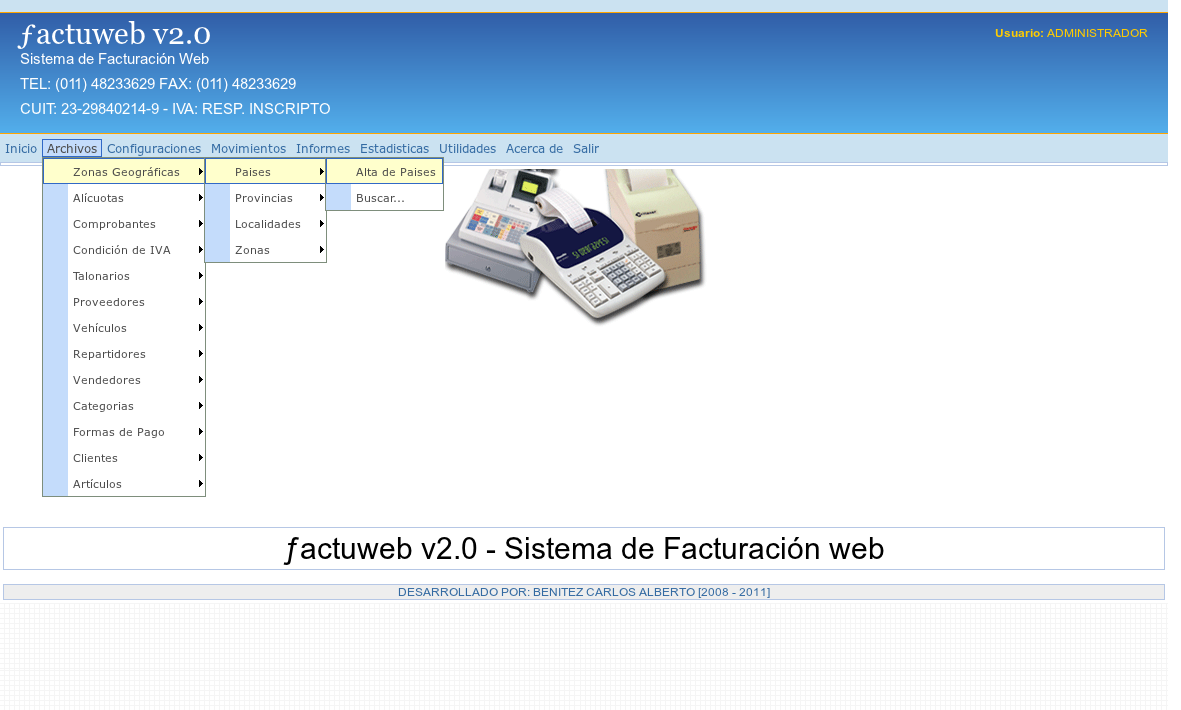 ƒactuweb v2.0
Usuario: ADMINISTRADOR
Sistema de Facturación Web
TEL: (011) 48233629 FAX: (011) 48233629
CUIT: 23-29840214-9 - IVA: RESP. INSCRIPTO
Inicio Archivos Configuraciones Movimientos Informes Estadisticas Utilidades Acerca de Salir
Zonas Geográficas
Alícuotas
Comprobantes
Condición de IVA
Talonarios
Proveedores
Vehículos
Repartidores
Vendedores
Categorias
Formas de Pago
Clientes
Artículos
Paises
Provincias
Localidades
Zonas
Alta de Paises
Buscar...
ƒactuweb v2.0 - Sistema de Facturación web
DESARROLLADO POR: BENITEZ CARLOS ALBERTO [2008 - 2011]